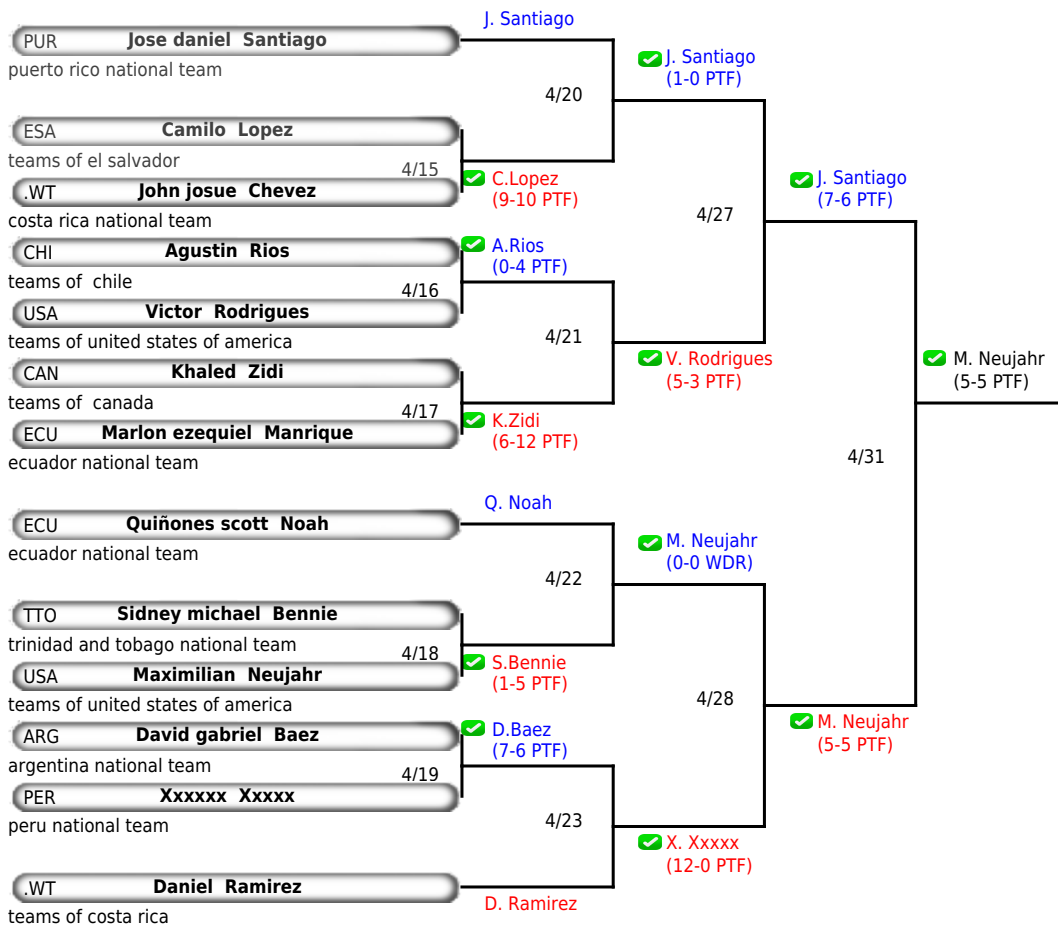 J. Santiago
PUR Jose daniel Santiago
puerto rico national team
J. Santiago
(1-0 PTF)
4/20
ESA Camilo Lopez
teams of el salvador
4/15
C.Lopez
(9-10 PTF)
.WT John josue Chevez
costa rica national team
J. Santiago
(7-6 PTF)
4/27
CHI Agustin Rios
teams of chile
A.Rios
(0-4 PTF)
4/16
USA Victor Rodrigues
teams of united states of america
4/21
V. Rodrigues
(5-3 PTF)
CAN Khaled Zidi
teams of canada
4/17
K.Zidi
(6-12 PTF)
ECU Marlon ezequiel Manrique
ecuador national team
M. Neujahr
(5-5 PTF)
4/31
Q. Noah
ECU Quiñones scott Noah
ecuador national team
M. Neujahr
(0-0 WDR)
4/22
TTO Sidney michael Bennie
trinidad and tobago national team
4/18
S.Bennie
(1-5 PTF)
USA Maximilian Neujahr
teams of united states of america
4/28
M. Neujahr
(5-5 PTF)
ARG David gabriel Baez
argentina national team
D.Baez
(7-6 PTF)
4/19
PER Xxxxxx Xxxxx
peru national team
4/23
X. Xxxxx
(12-0 PTF)
.WT Daniel Ramirez
teams of costa rica
D. Ramirez